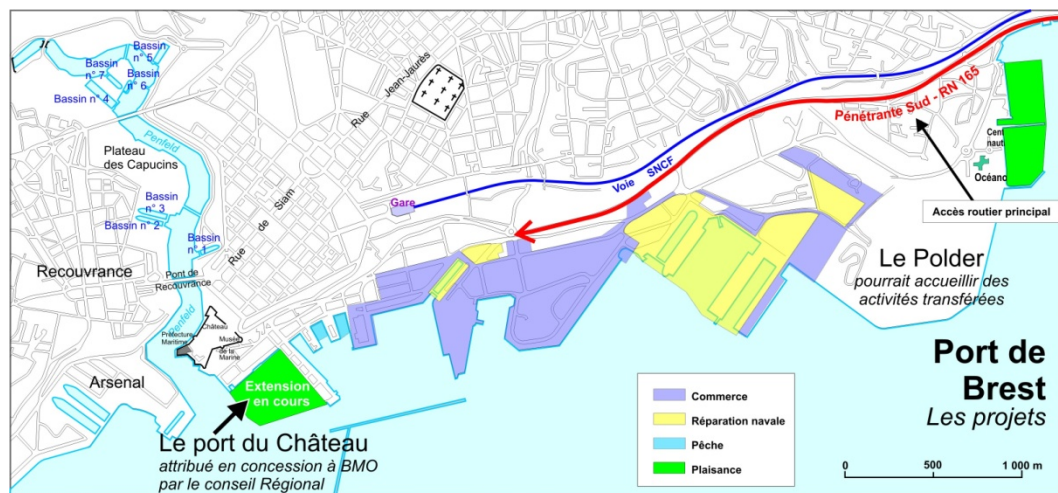 Bassin
n° 5
Bassin
n° 7
Bassin
n° 6
Bassin n° 4
Penfeld
Plateau
des Capucins
Rue Jean-Jaurès
Pénétrante Sud - RN 165
Voie SNCF
Gare
Cent
naut
Océano
Accès routier principal
Bassin
n° 3
Bassin n° 2
Bassin
n° 1
Rue de Siam
Recouvrance
Pont de
Recouvrance
Penfeld
Château
Préfecture
Maritime
Musée
de la
Marine
Arsenal
Extension
en cours
Le port du Château
attribué en concession à BMO
par le conseil Régional
Le Polder
pourrait accueillir des
activités transférées
Port de
Brest
Les projets
Commerce
Réparation navale
Pêche
Plaisance
0 500 1 000 m